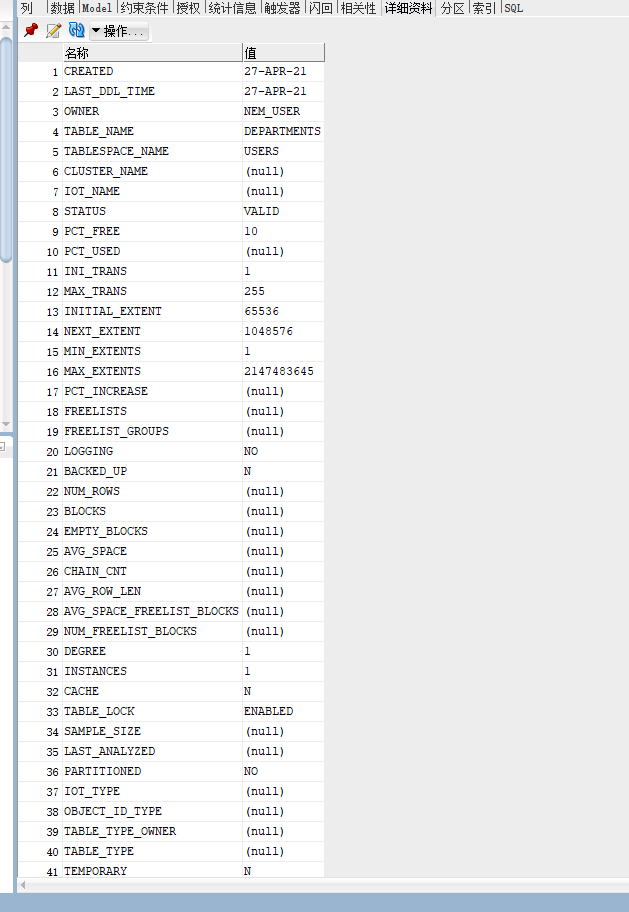 列 数据 Model 约束条件 授权 统计信息 触发器 闪回 相关性 详细资料 分区 索引 SQL
操作...
名称 值
1 CREATED 27-APR-21
2 LAST_DDL_TIME 27-APR-21
3 OWNER NEM_USER
4 TABLE_NAME DEPARTMENTS
5 TABLESPACE_NAME USERS
6 CLUSTER_NAME (null)
7 IOT_NAME (null)
8 STATUS VALID
9 PCT_FREE 10
10 PCT_USED (null)
11 INI_TRANS 1
12 MAX_TRANS 255
13 INITIAL_EXTENT 65536
14 NEXT_EXTENT 1048576
15 MIN_EXTENTS 1
16 MAX_EXTENTS 2147483645
17 PCT_INCREASE (null)
18 FREELISTS (null)
19 FREELIST_GROUPS (null)
20 LOGGING NO
21 BACKED_UP N
22 NUM_ROWS (null)
23 BLOCKS (null)
24 EMPTY_BLOCKS (null)
25 AVG_SPACE (null)
26 CHAIN_CNT (null)
27 AVG_ROW_LEN (null)
28 AVG_SPACE_FREELIST_BLOCKS (null)
29 NUM_FREELIST_BLOCKS (null)
30 DEGREE 1
31 INSTANCES 1
32 CACHE N
33 TABLE_LOCK ENABLED
34 SAMPLE_SIZE (null)
35 LAST_ANALYZED (null)
36 PARTITIONED NO
37 IOT_TYPE (null)
38 OBJECT_ID_TYPE (null)
39 TABLE_TYPE_OWNER (null)
40 TABLE_TYPE (null)
41 TEMPORARY N